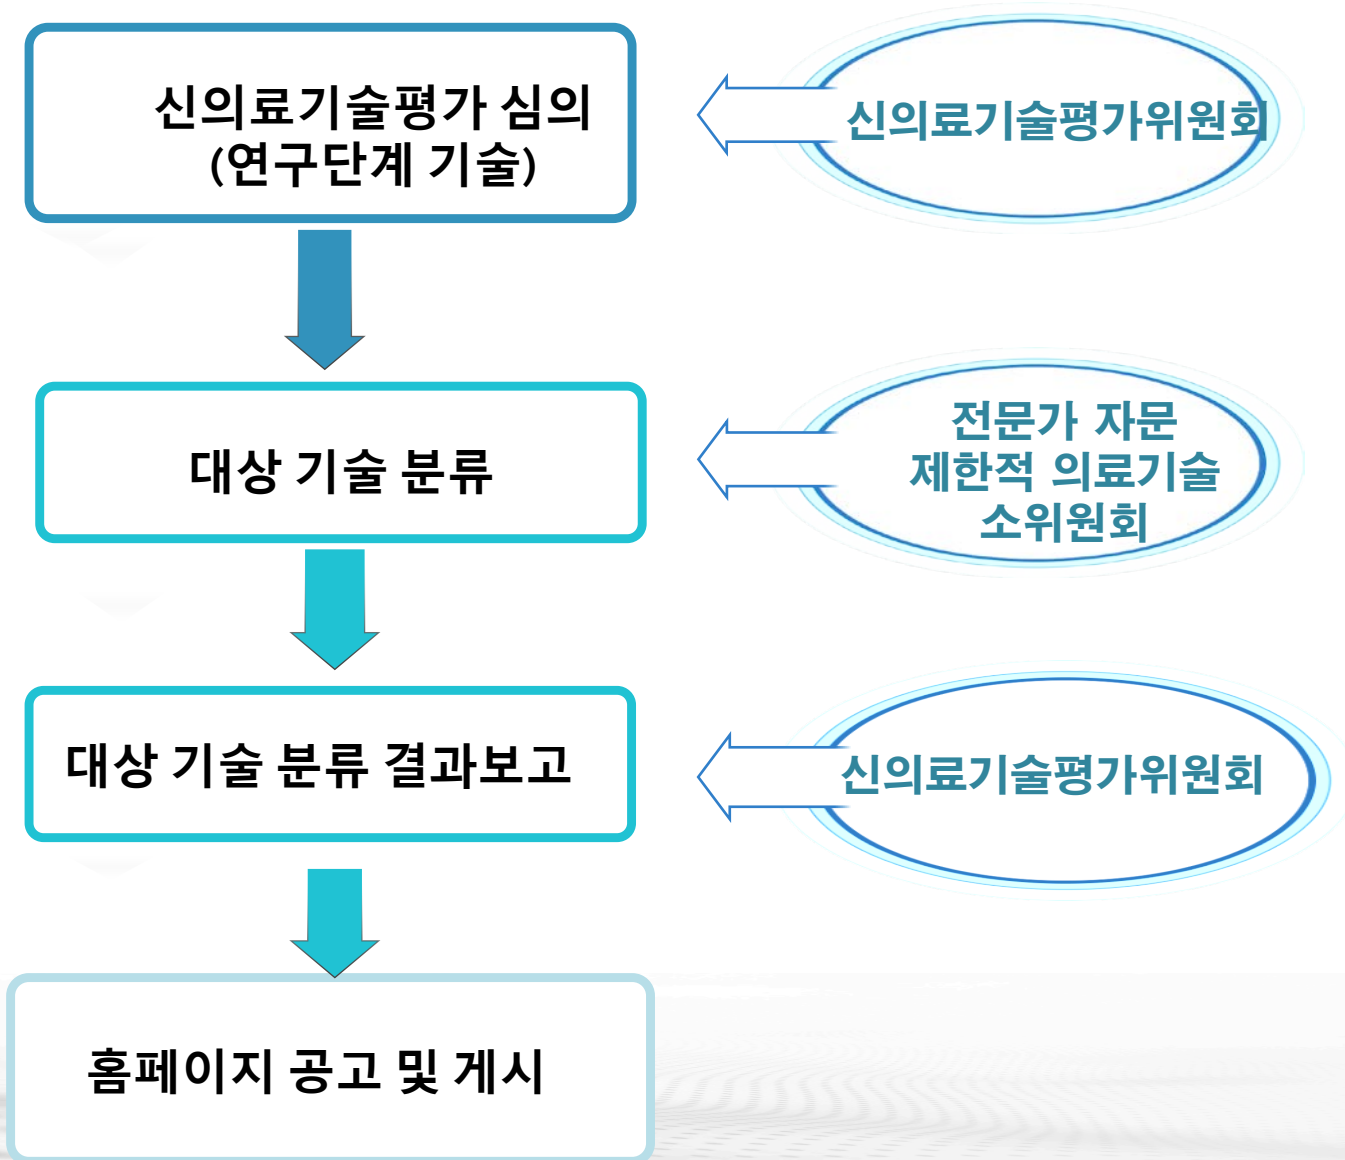 신의료기술평가 심의
(연구단계 기술)
신의료기술평가위원회
대상 기술 분류
전문가 자문
제한적 의료기술
소위원회
대상 기술 분류 결과보고
신의료기술평가위원회
홈페이지 공고 및 게시